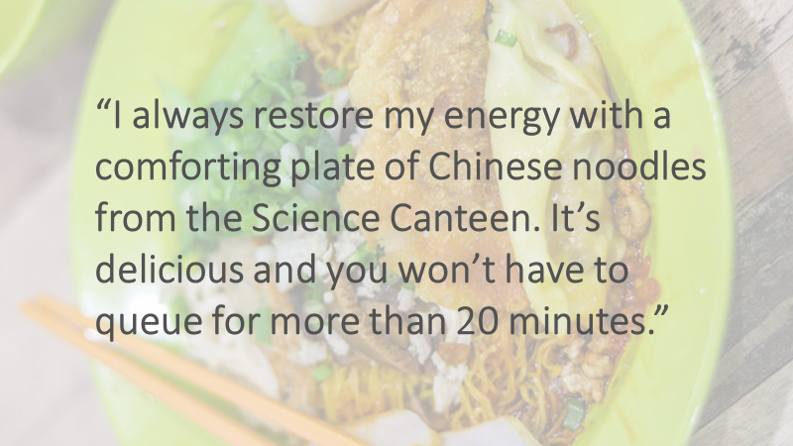 “I always restore my energy with a
comforting plate of Chinese noodles
from the Science Canteen. It’s
delicious and you won’t have to
queue for more than 20 minutes.”